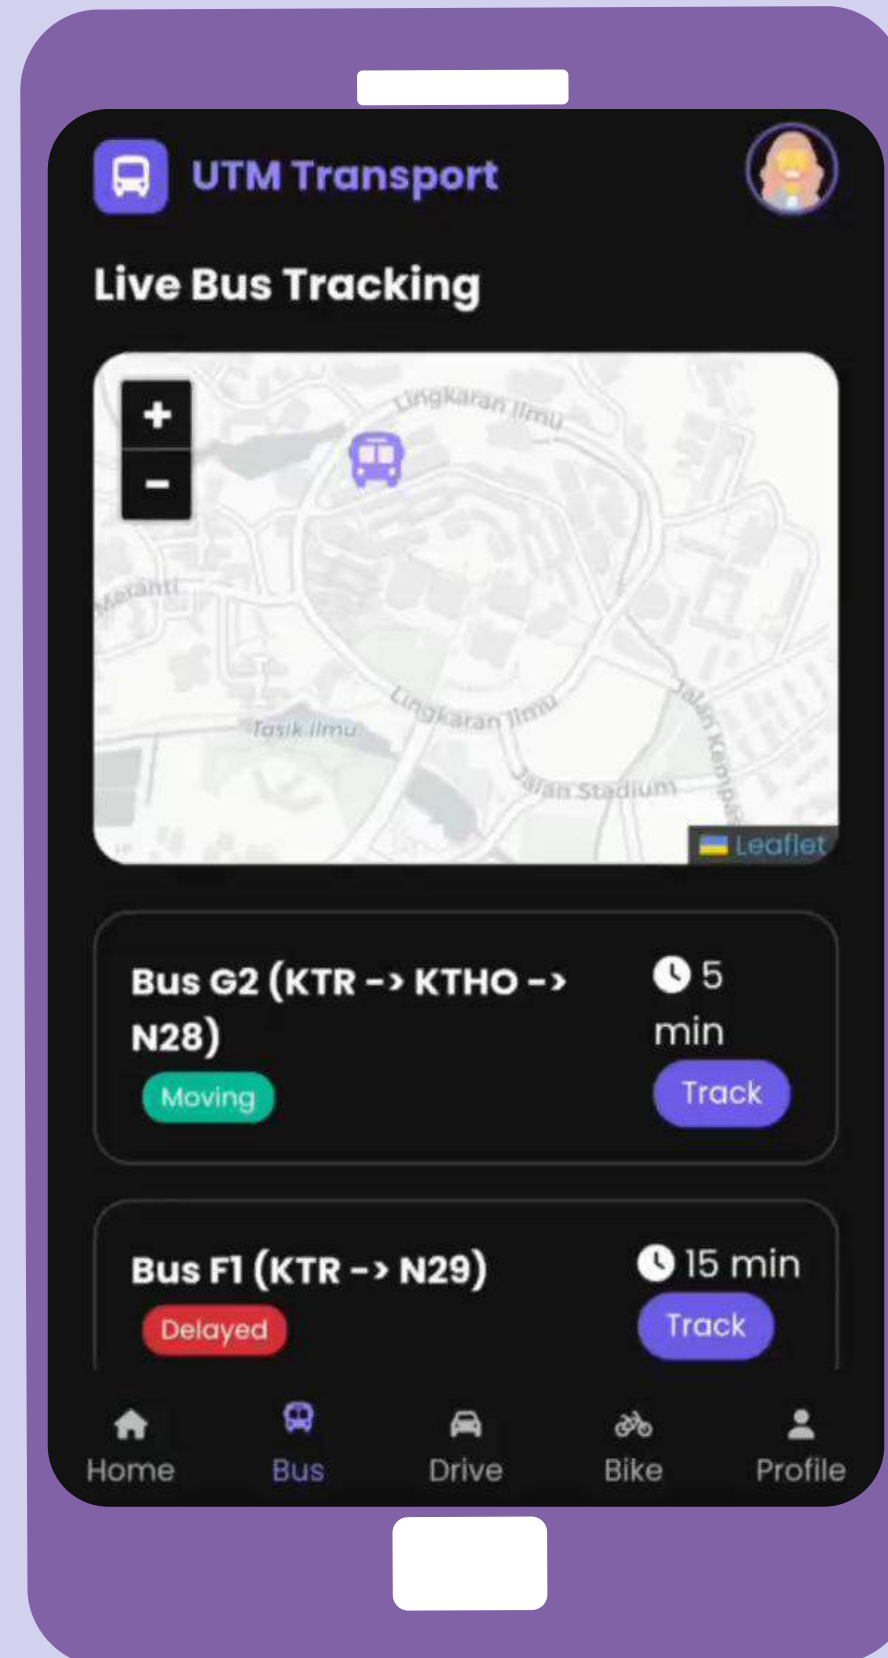 UTM Transport
Live Bus Tracking
+
Lingkaran Ilmu
-
Meranti
Lingkaran Ilmu
Tasik Ilmu
Jalan Kempas
Jalan Stadium
Leaflet
Bus G2 (KTR -> KTHO ->
N28)
5
min
Moving
Track
Bus F1 (KTR -> N29)
15 min
Delayed
Track
Home
Bus
Drive
Bike
Profile